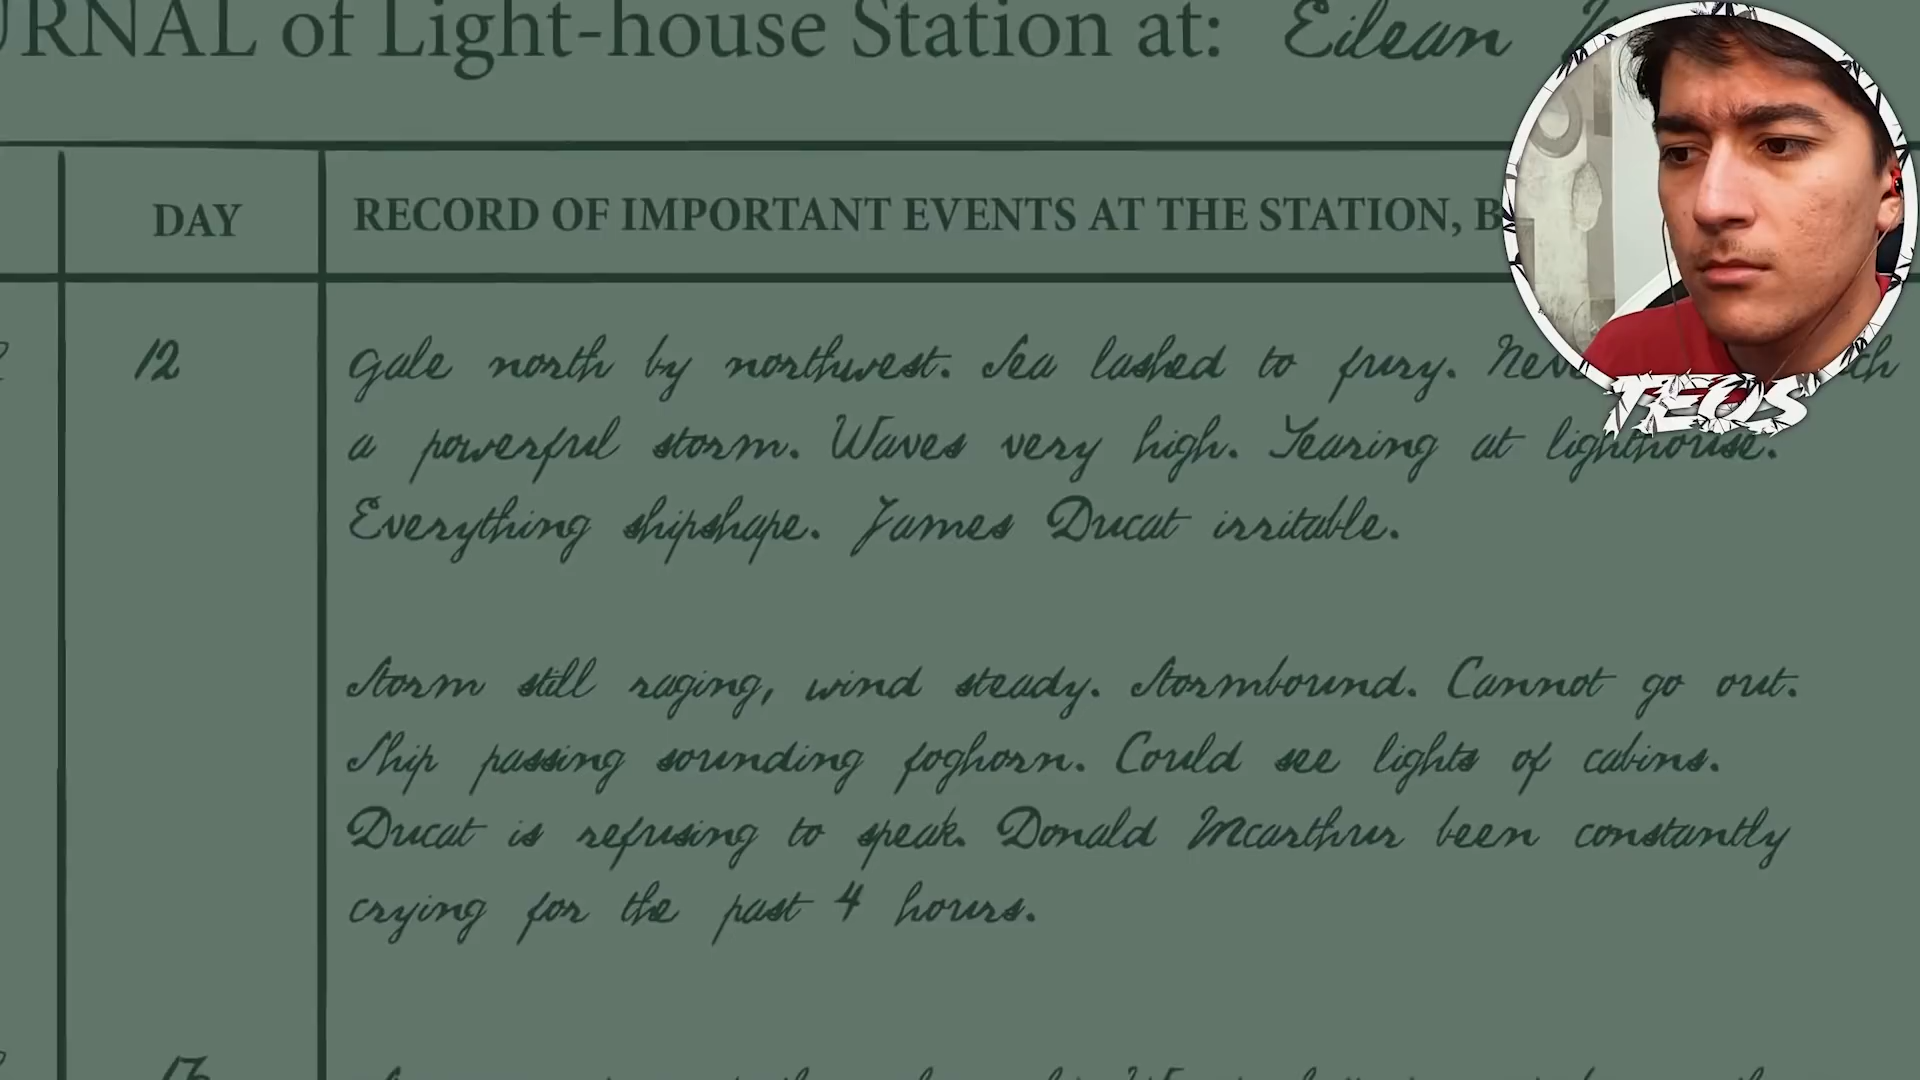 RNAL of Light-house Station at: Eilean
DAY
RECORD OF IMPORTANT EVENTS AT THE STATION,
12
Gale north by northwest. Sea lashed to fury.
a powerful storm. Waves very high. Tearing at lighthouse.
Everything shipshape. James Ducat irritable.
Storm still raging, wind steady. Stormbound. Cannot go out.
Ship passing sounding foghorn. Could see lights of cabins.
Ducat is refusing to speak. Donald Mcarthur been constantly
crying for the past 4 hours.
TEOS